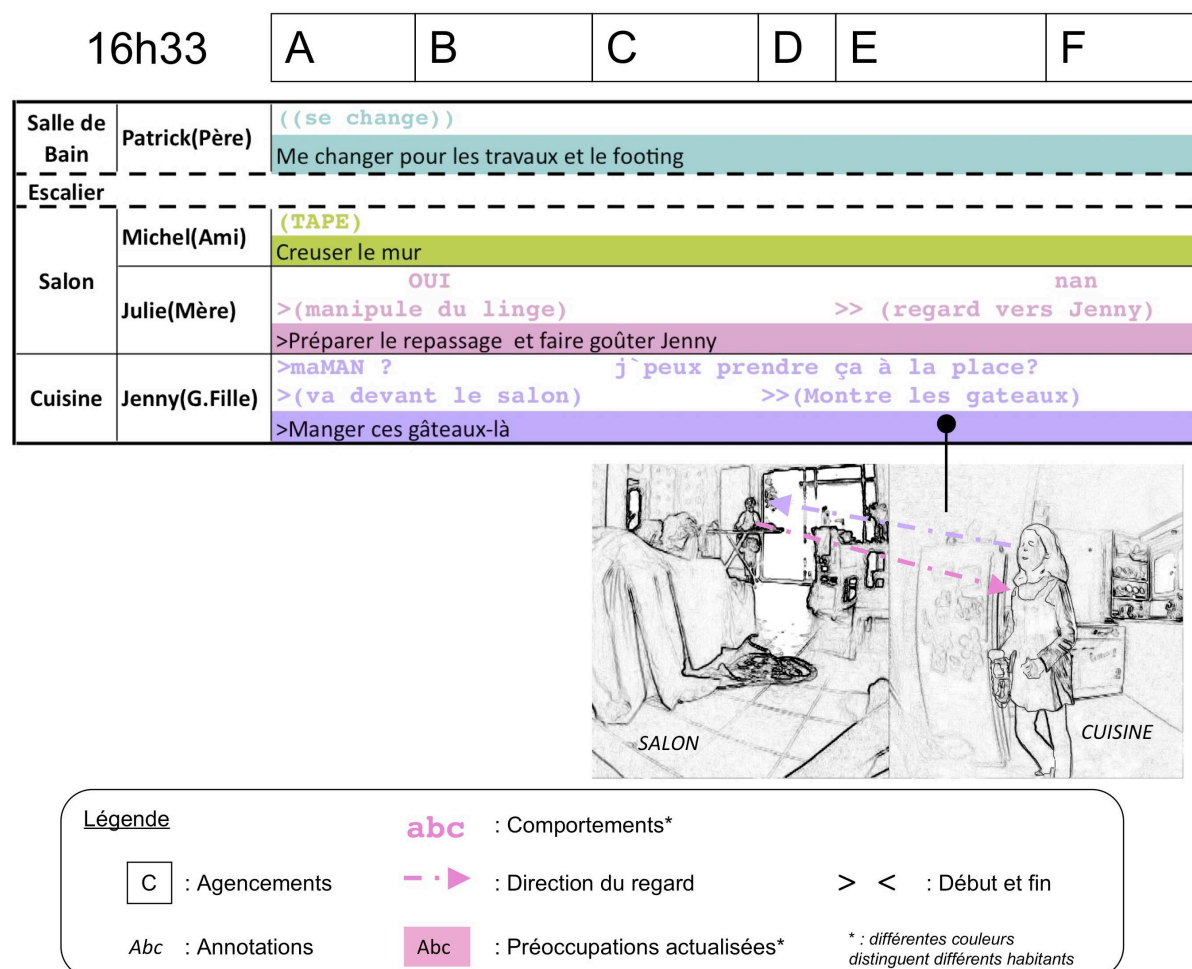 16h33 A B C D E F
Salle de Bain Patrick(Père) ((se change))
Me changer pour les travaux et le footing
Escalier
Salon Michel(Ami) (TAPE)
Creuser le mur
Julie(Mère) OUI nan
>(manipule du linge) >> (regard vers Jenny)
>Préparer le repassage et faire goûter Jenny
Cuisine Jenny(G.Fille) >maMAN ? j`peux prendre ça à la place?
>(va devant le salon) >>(Montre les gateaux)
>Manger ces gâteaux-là
SALON
CUISINE
Légende
abc : Comportements*
C : Agencements
: Direction du regard
> < : Début et fin
Abc : Annotations
Abc : Préoccupations actualisées*
* : différentes couleurs
distinguent différents habitants